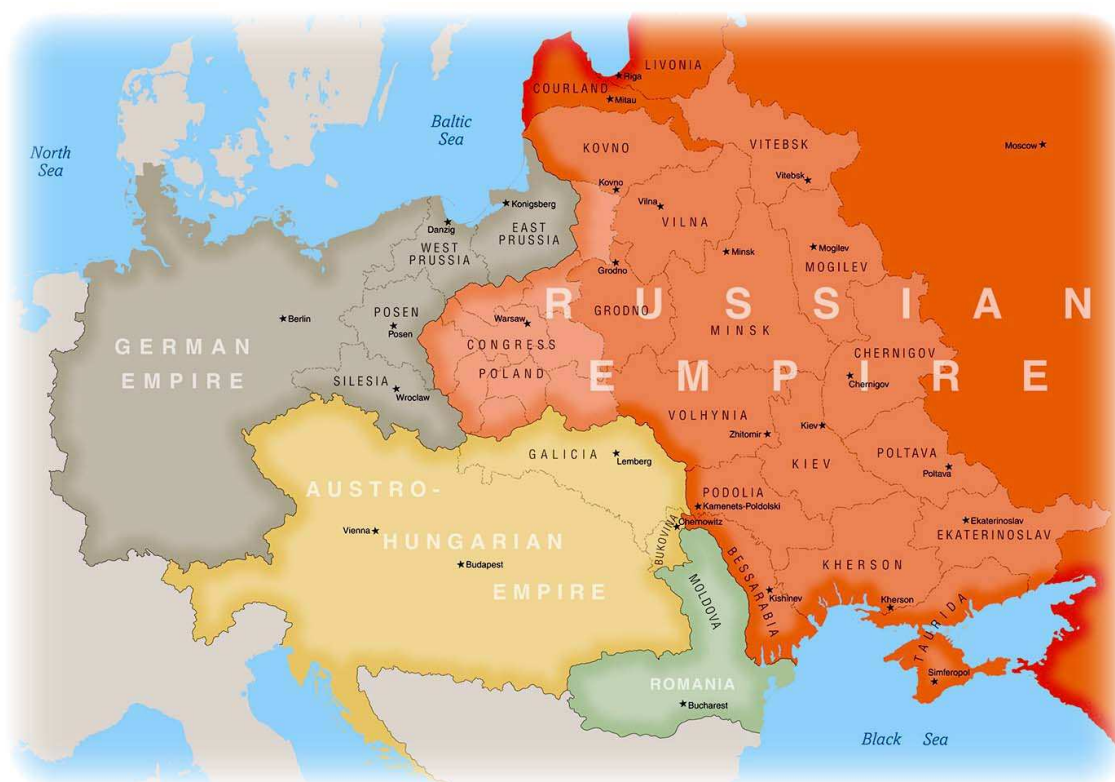 North
Sea
Baltic
Sea
LIVONIA
Riga
COURLAND
Mitau
KOVNO
VITEBSK
Moscow
Kovno
Vitebsk
Vilna
VILNA
Konigsberg
Danzig
EAST
PRUSSIA
WEST
PRUSSIA
Minsk
Mogilev
MOGILEV
Grodno
RUSSIAN
EMPIRE
GRODNO
MINSK
Berlin
POSEN
Posen
Warsaw
CONGRESS
POLAND
GERMAN
EMPIRE
SILESIA
Wroclaw
CHERNIGOV
Chernigov
VOLHYNIA
Zhitomir
Kiev
KIEV
POLTAVA
Poltava
GALICIA
Lemberg
AUSTRO-
HUNGARIAN
EMPIRE
Vienna
Budapest
PODOLIA
Kamenets-Poldolski
Chernowitz
BUKOVINA
Ekaterinoslav
EKATERINOSLAV
BESSARABIA
KHERSON
Kishinev
Kherson
MOLDOVA
TAURIDA
Simferopol
ROMANIA
Bucharest
Black Sea